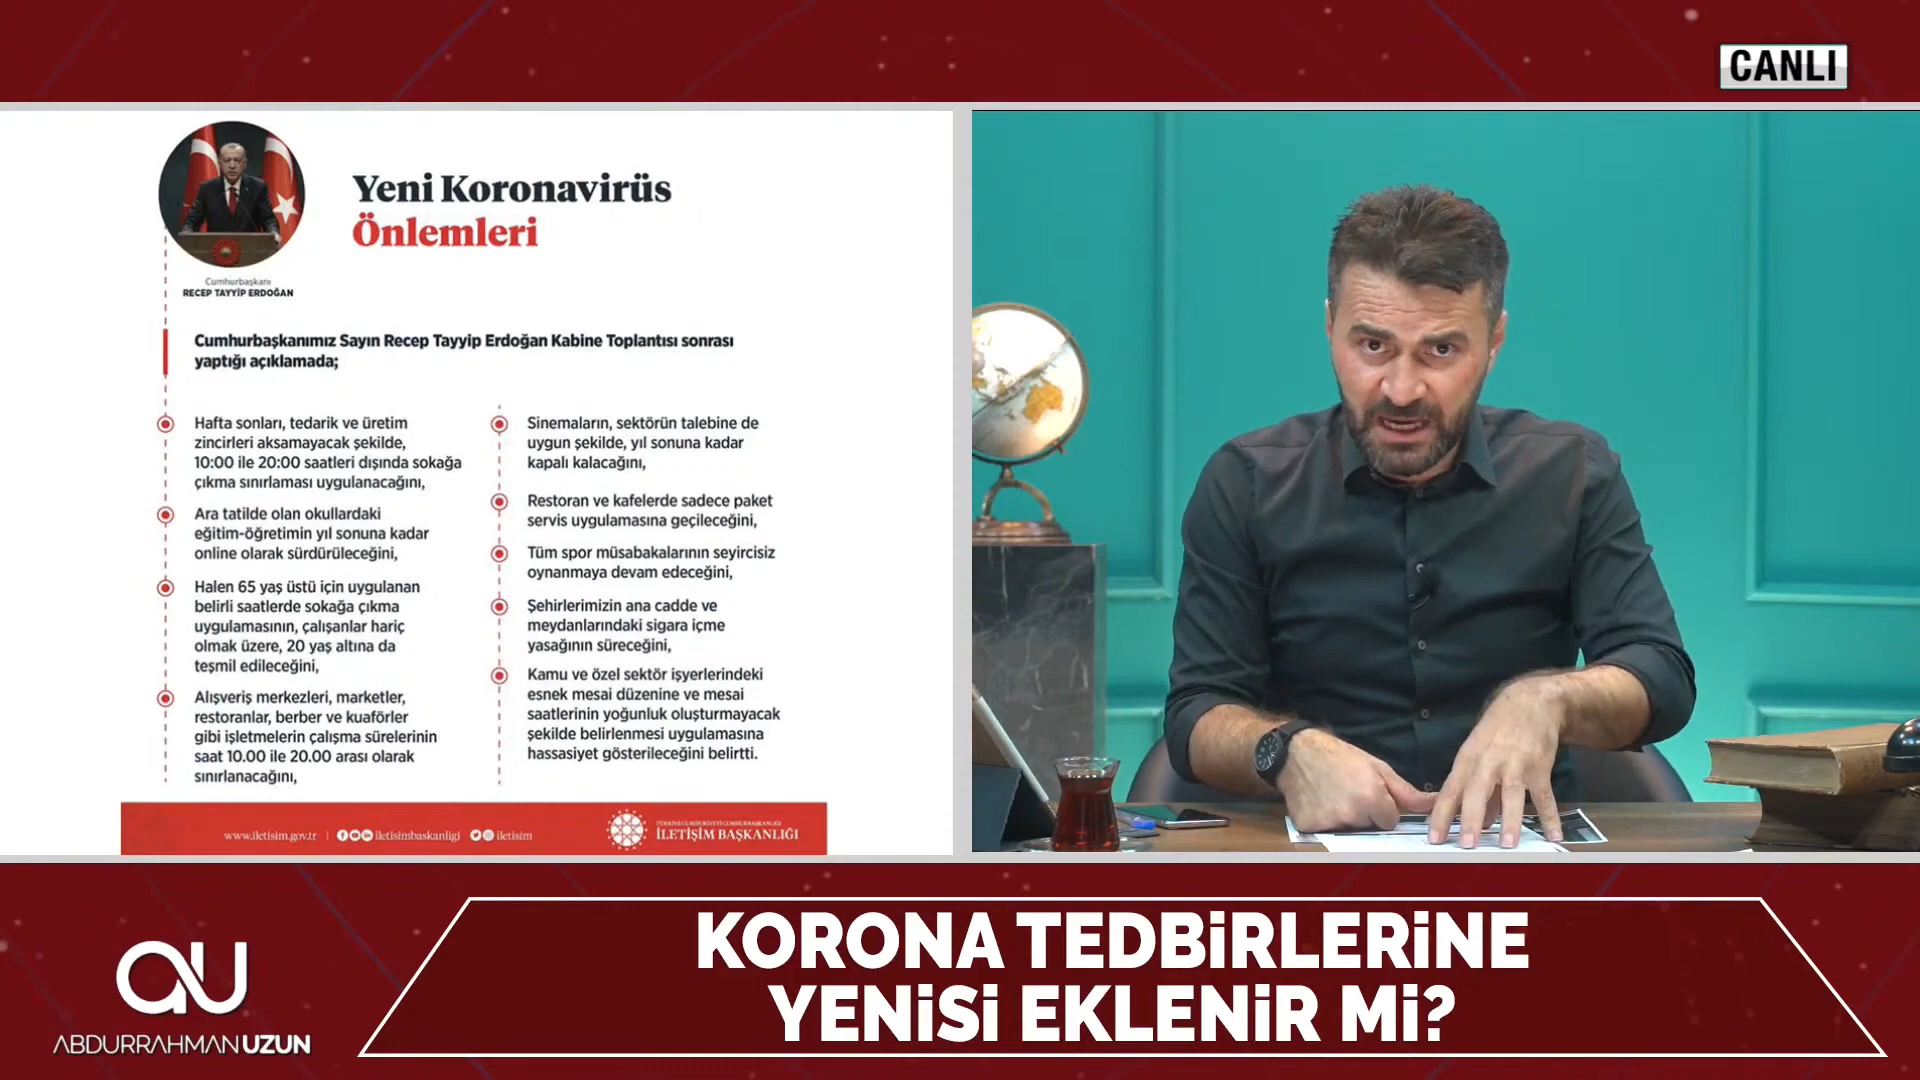 CANLI
Yeni Koronavirüs
Önlemleri
Cumhurbaşkanı
RECEP TAYYİP ERDOĞAN
Cumhurbaşkanımız Sayın Recep Tayyip Erdoğan Kabine Toplantısı sonrası
yaptığı açıklamada;
Hafta sonları, tedarik ve üretim
zincirleri aksamayacak şekilde,
10:00 ile 20:00 saatleri dışında sokağa
çıkma sınırlaması uygulanacağını,
Ara tatilde olan okullardaki
eğitim-öğretimin yıl sonuna kadar
online olarak sürdürüleceğini,
Halen 65 yaş üstü için uygulanan
belirli saatlerde sokağa çıkma
uygulamasının, çalışanlar hariç
olmak üzere, 20 yaş altına da
teşmil edileceğini,
Alışveriş merkezleri, marketler,
restoranlar, berber ve kuaförler
gibi işletmelerin çalışma sürelerinin
saat 10.00 ile 20.00 arası olarak
sınırlanacağını,
Sinemaların, sektörün talebine de
uygun şekilde, yıl sonuna kadar
kapalı kalacağını,
Restoran ve kafelerde sadece paket
servis uygulamasına geçileceğini,
Tüm spor müsabakalarının seyircisiz
oynanmaya devam edeceğini,
Şehirlerimizin ana cadde ve
meydanlarındaki sigara içme
yasağının süreceğini,
Kamu ve özel sektör işyerlerindeki
esnek mesai düzenine ve mesai
saatlerinin yoğunluk oluşturmayacak
şekilde belirlenmesi uygulamasına
hassasiyet gösterileceğini belirtti.
www.iletisim.gov.tr | iletisimbaskanligi iletisim
TÜRKİYE CUMHURİYETİ CUMHURBAŞKANLIĞI
İLETİŞİM BAŞKANLIĞI
AU
ABDURRAHMAN UZUN
KORONA TEDBİRLERİNE
YENİSİ EKLENİR Mİ?